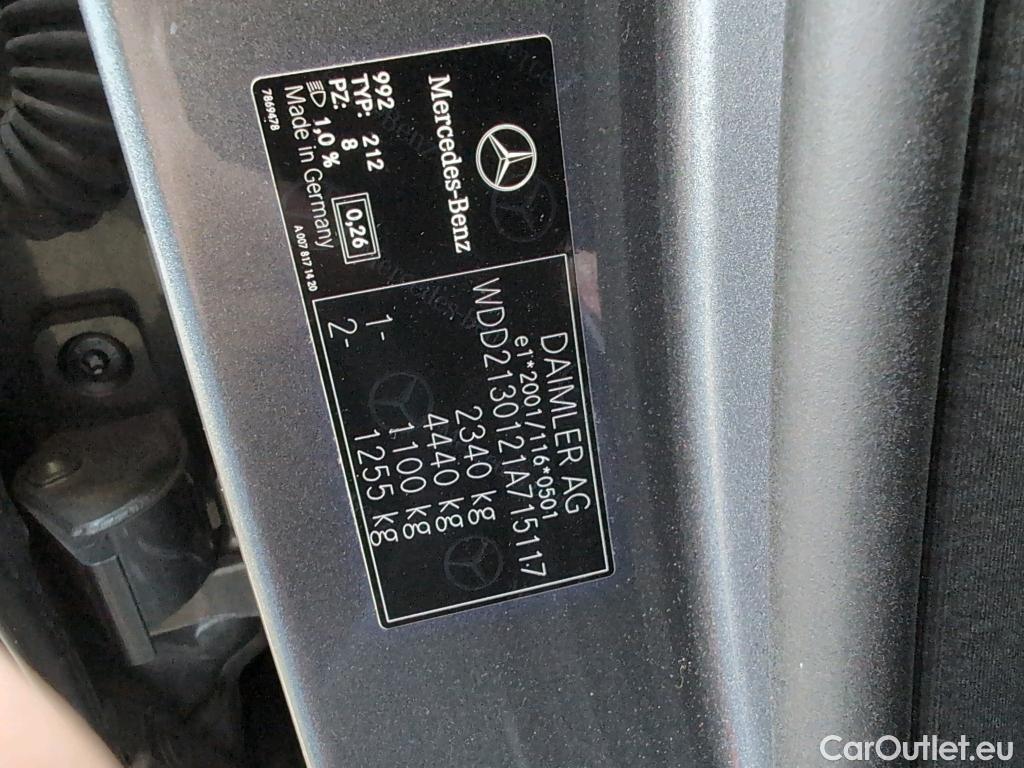 Mercedes-Benz
992
TYP: 212
PZ: 8
1,0 %
0,26
Made in Germany
7869478
A 007 817 14 20
DAIMLER AG
e1*2001/116*0501
WDD2130121A715117
2340 kg
4440 kg
1- 1100 kg
2- 1255 kg
CarOutlet.eu